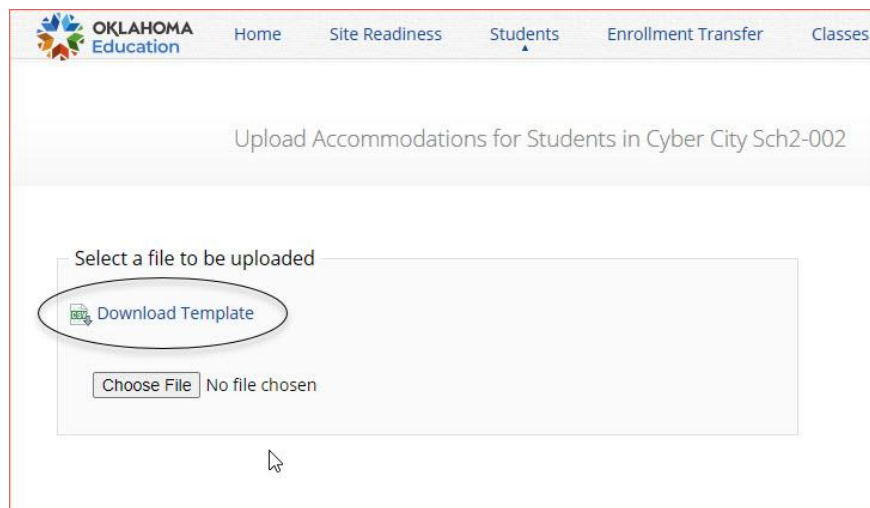 OKLAHOMA
Education
Home Site Readiness Students Enrollment Transfer Classes
Upload Accommodations for Students in Cyber City Sch2-002
Select a file to be uploaded
CSV Download Template
Choose File No file chosen